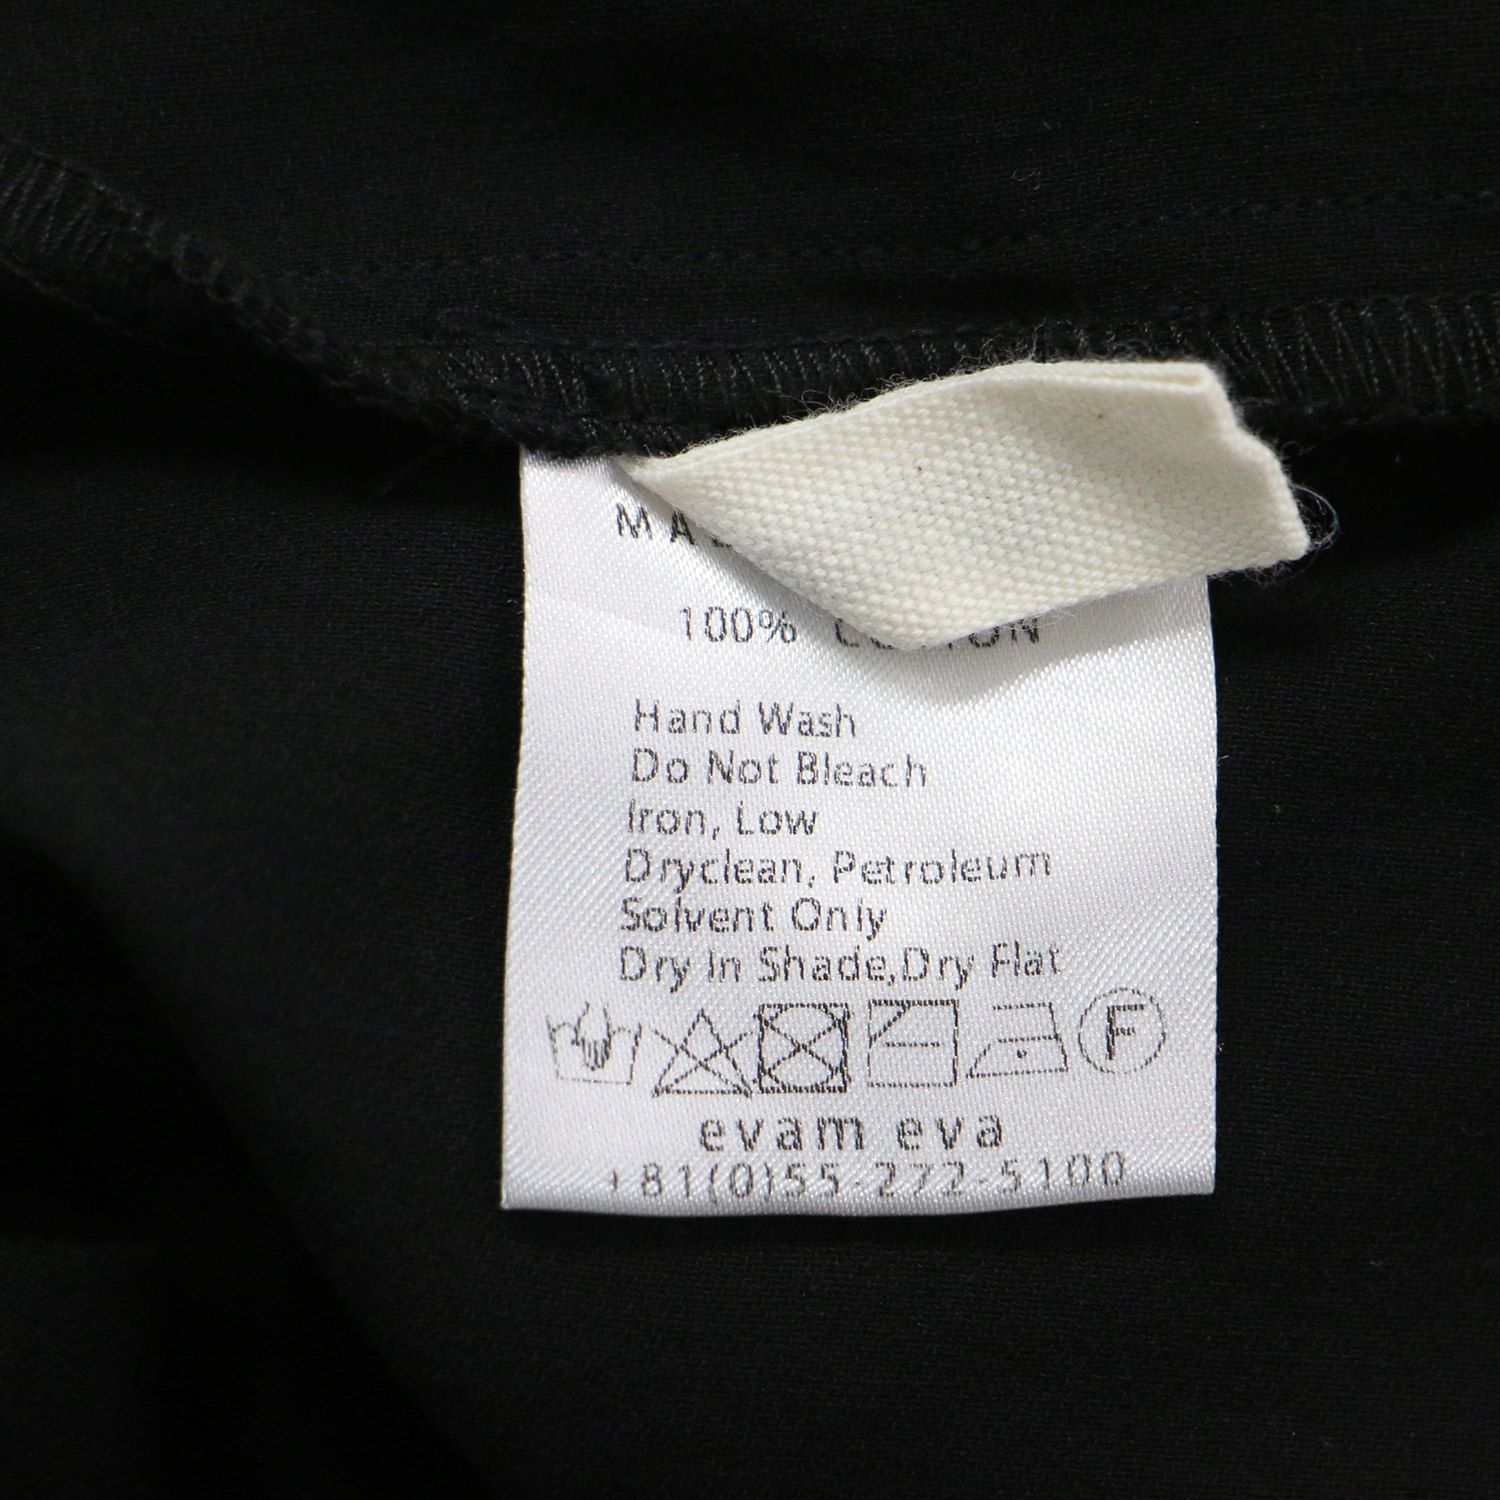 100%
Hand Wash
Do Not Bleach
Iron, Low
Dryclean, Petroleum
Solvent Only
Dry In Shade,Dry Flat
F
evam eva
+81(0)55-272-5100